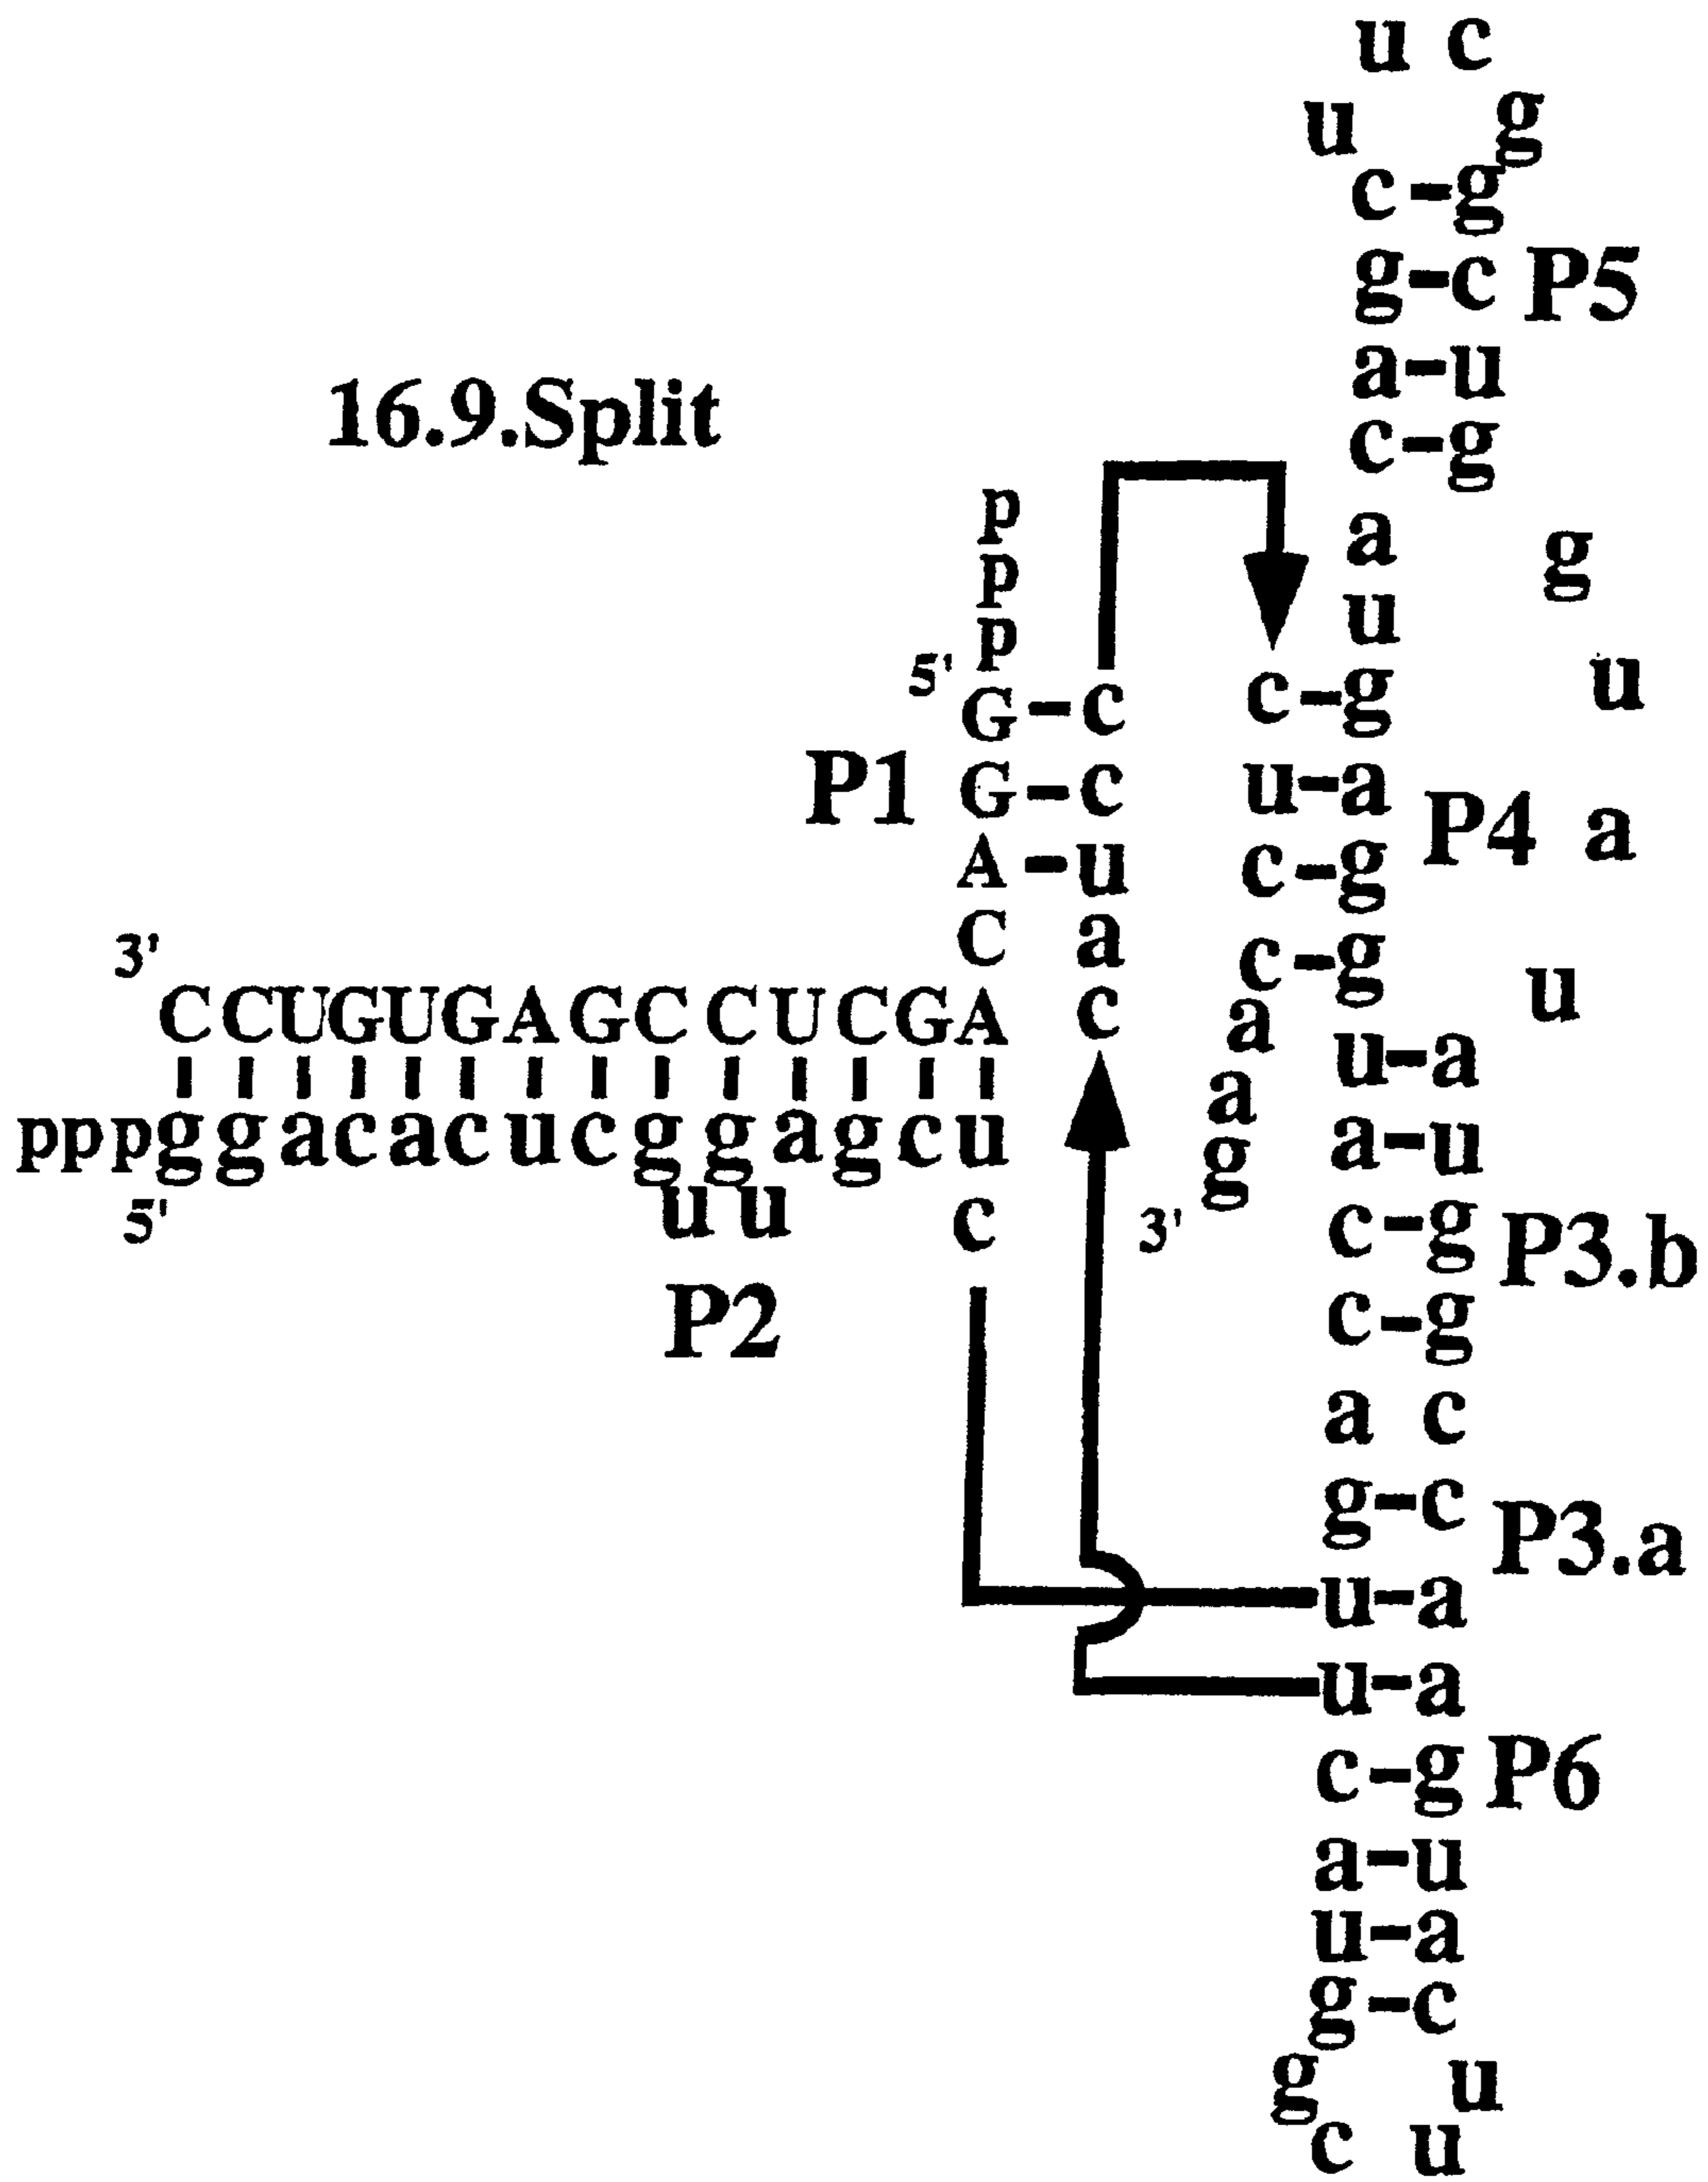 u c
u g
c-g
g-c P5
a-u
16.9.Split
c-g
p a
p g
p u
5' G-c c-g u
P1 G-c u-a P4 a
A-u c-g
C a c-g u
3' CCUGUGAGCCUCGA c a u-a
a
pppggacacucggagcu a-u
5' uu c 3' g c-g P3.b
P2 c-g
a c
g-c P3.a
u-a
u-a
c-g P6
a-u
u-a
g-c
g u
c u